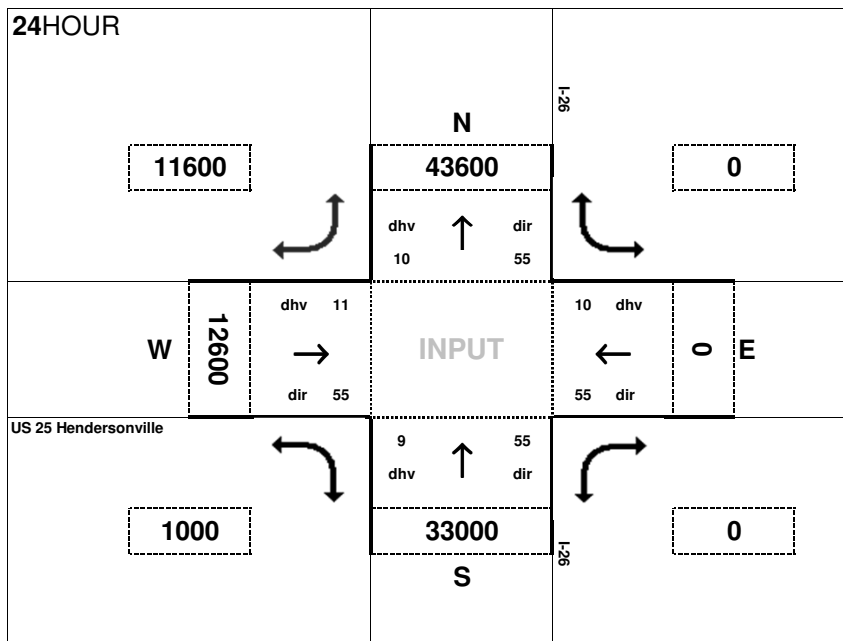 24HOUR
I-26
N
11600 43600 0
dhv dir
10 55
dhv 11 10 dhv
W 12600 INPUT 0 E
dir 55 55 dir
US 25 Hendersonville
9 55
dhv dir
1000 33000 0
I-26
S